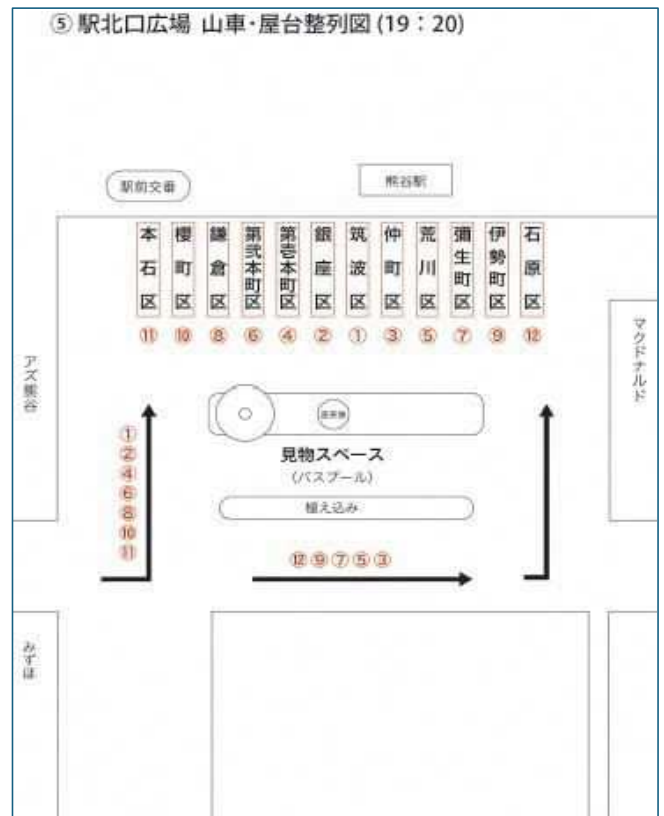 ⑤ 駅北口広場 山車・屋台整列図 (19：20)
駅前交番
熊谷駅
本石区
櫻町区
鎌倉区
第弐本町区
第壱本町区
銀座区
筑波区
仲町区
荒川区
彌生町区
伊勢町区
石原区
⑪ ⑩ ⑧ ⑥ ④ ② ① ③ ⑤ ⑦ ⑨ ⑫
アズ熊谷
マクドナルド
①
②
④
⑥
⑧
⑩
⑪
見物スペース
(バスプール)
植え込み
⑫⑨⑦⑤③
みずほ